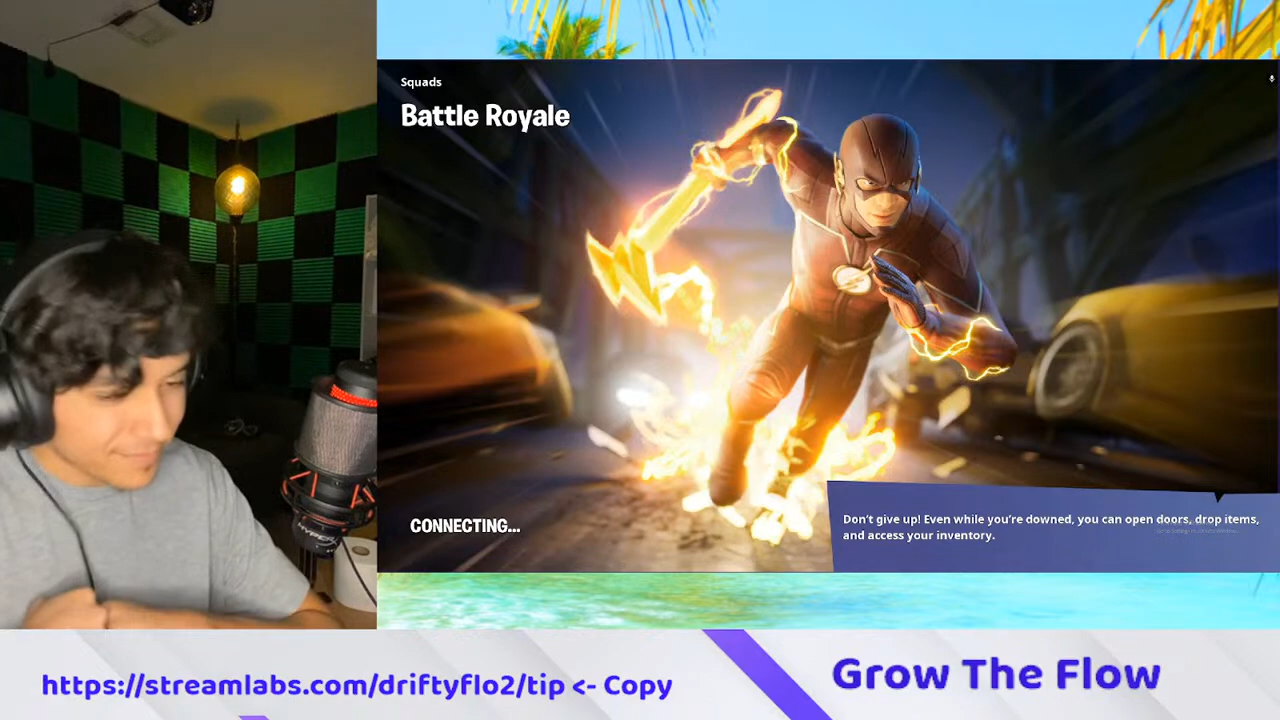 Squads
Battle Royale
CONNECTING...
Don't give up! Even while you're downed, you can open doors, drop items,
and access your inventory.
HYPER
https://streamlabs.com/driftyflo2/tip <- Copy
Grow The Flow